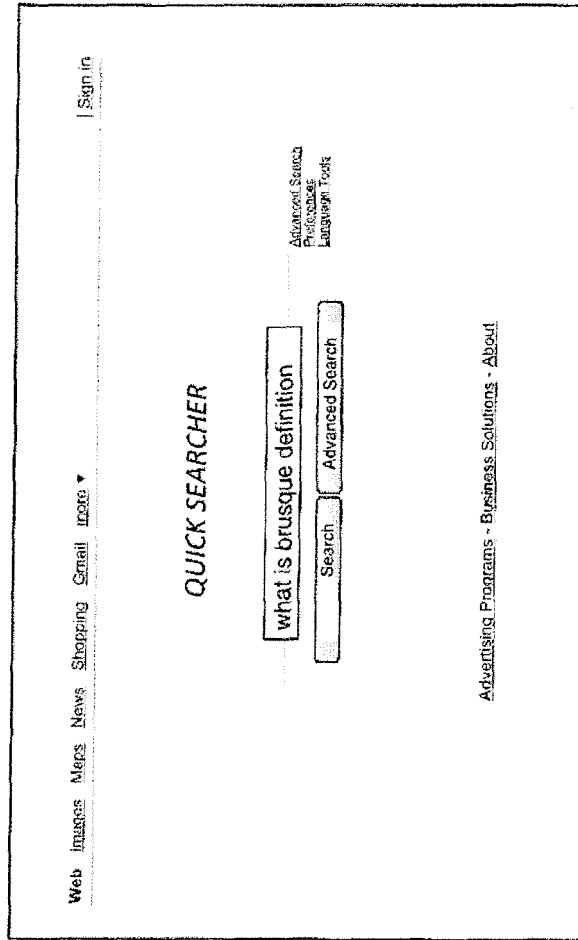 Web Images Maps News Shopping Gmail more ▼ | Sign in
QUICK SEARCHER
what is brusque definition
Advanced Search
Preferences
Language Tools
Search Advanced Search
Advertising Programs - Business Solutions - About